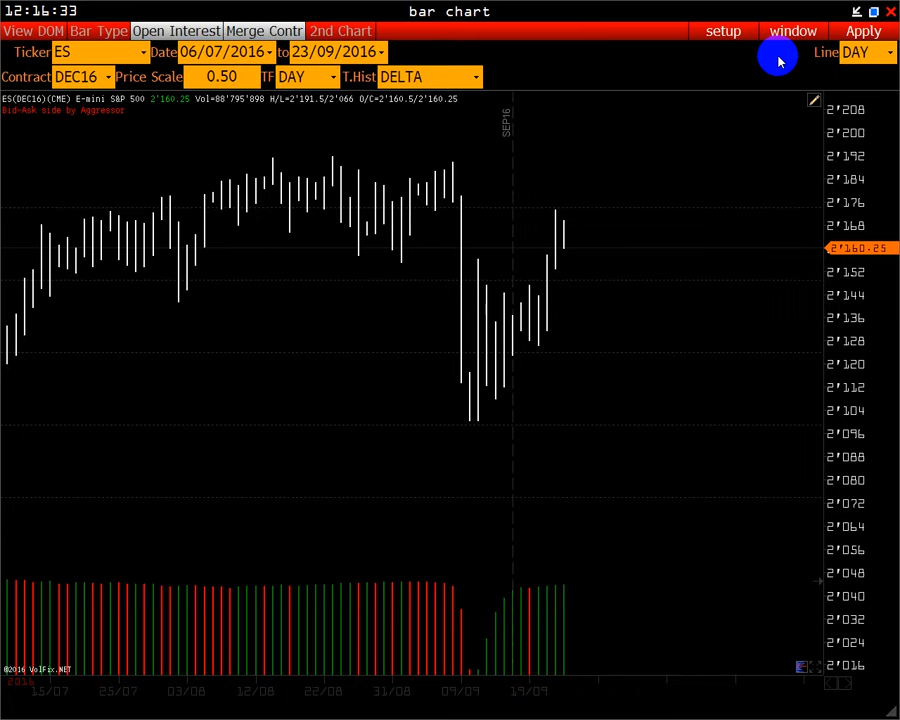 12:16:33 bar chart
View DOM Bar Type Open Interest Merge Contr 2nd Chart setup window Apply
Ticker ES Date 06/07/2016 to 23/09/2016 Line DAY
Contract DEC16 Price Scale 0.50 TF DAY T.Hist DELTA
ES(DEC16)(CME) E-mini S&P 500 2'160.25 Vol=88'795'898 H/L=2'191.5/2'066 O/C=2'160.5/2'160.25
Bid-Ask side by Aggressor
SEP16
2'208
2'200
2'192
2'184
2'176
2'168
2'160.25
2'152
2'144
2'136
2'128
2'120
2'112
2'104
2'096
2'088
2'080
2'072
2'064
2'056
2'048
2'040
2'032
2'024
2'016
©2016 VolFix.NET
2016
15/07 25/07 03/08 12/08 22/08 31/08 09/09 19/09